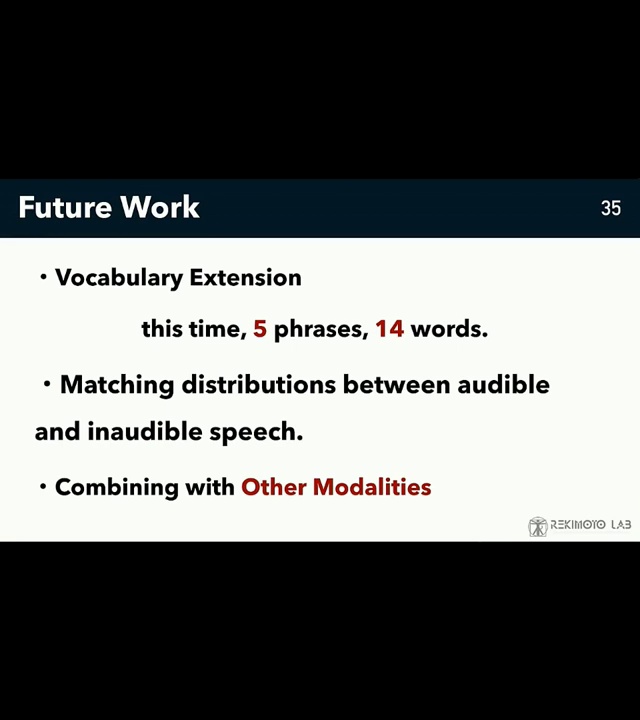 Future Work
35
・Vocabulary Extension
this time, 5 phrases, 14 words.
・Matching distributions between audible
and inaudible speech.
・Combining with Other Modalities
REKIMOTO LAB